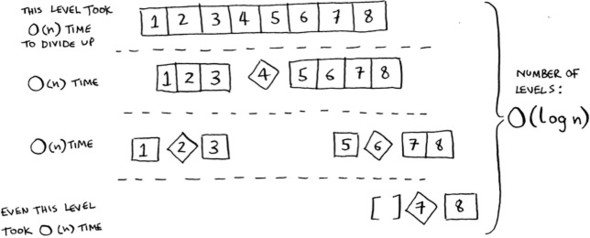 THIS LEVEL TOOK
O(n) TIME
TO DIVIDE UP
1 2 3 4 5 6 7 8
O(n) TIME
1 2 3 4 5 6 7 8
NUMBER OF
LEVELS:
O(log n)
O(n) TIME
1 2 3 5 6 7 8
EVEN THIS LEVEL
TOOK O(n) TIME
[ ] 7 8